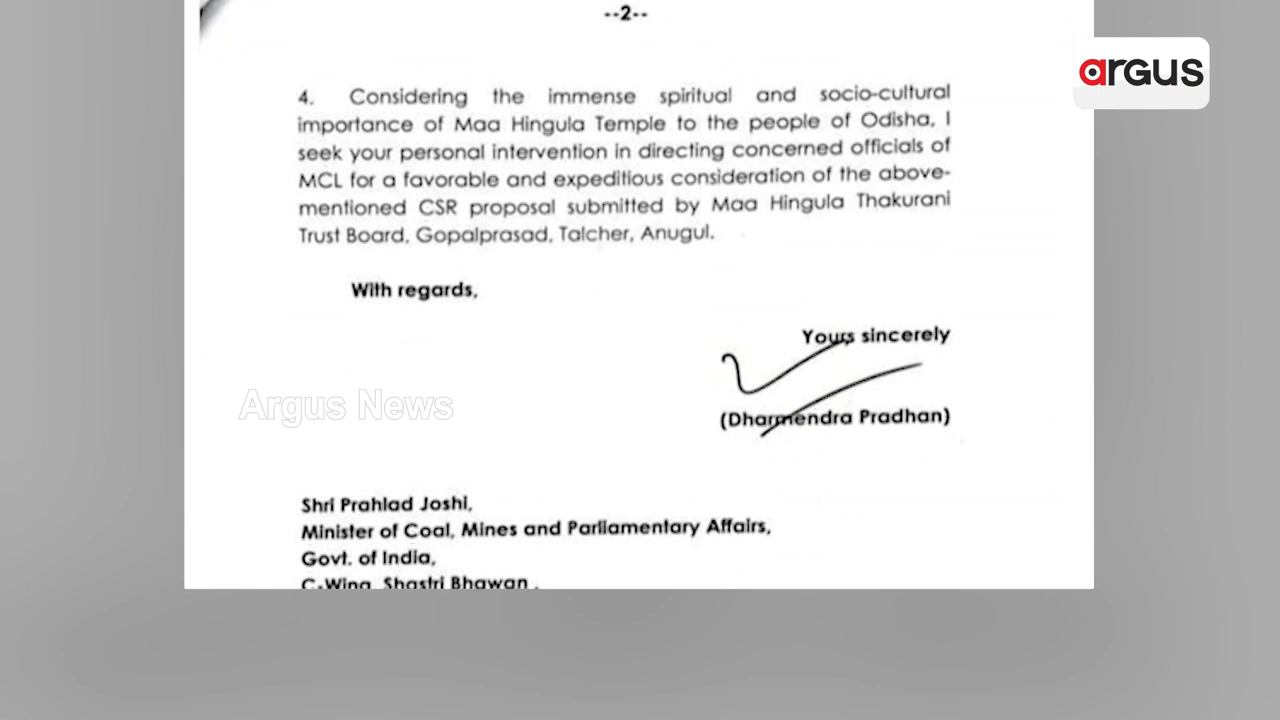 --2--
argus
4. Considering the immense spiritual and socio-cultural
importance of Maa Hingula Temple to the people of Odisha, I
seek your personal intervention in directing concerned officials of
MCL for a favorable and expeditious consideration of the above-
mentioned CSR proposal submitted by Maa Hingula Thakurani
Trust Board, Gopalprasad, Talcher, Anugul.
With regards,
Yours sincerely
Argus News
(Dharmendra Pradhan)
Shri Prahlad Joshi,
Minister of Coal, Mines and Parliamentary Affairs,
Govt. of India,
C-Wing, Shastri Bhawan,